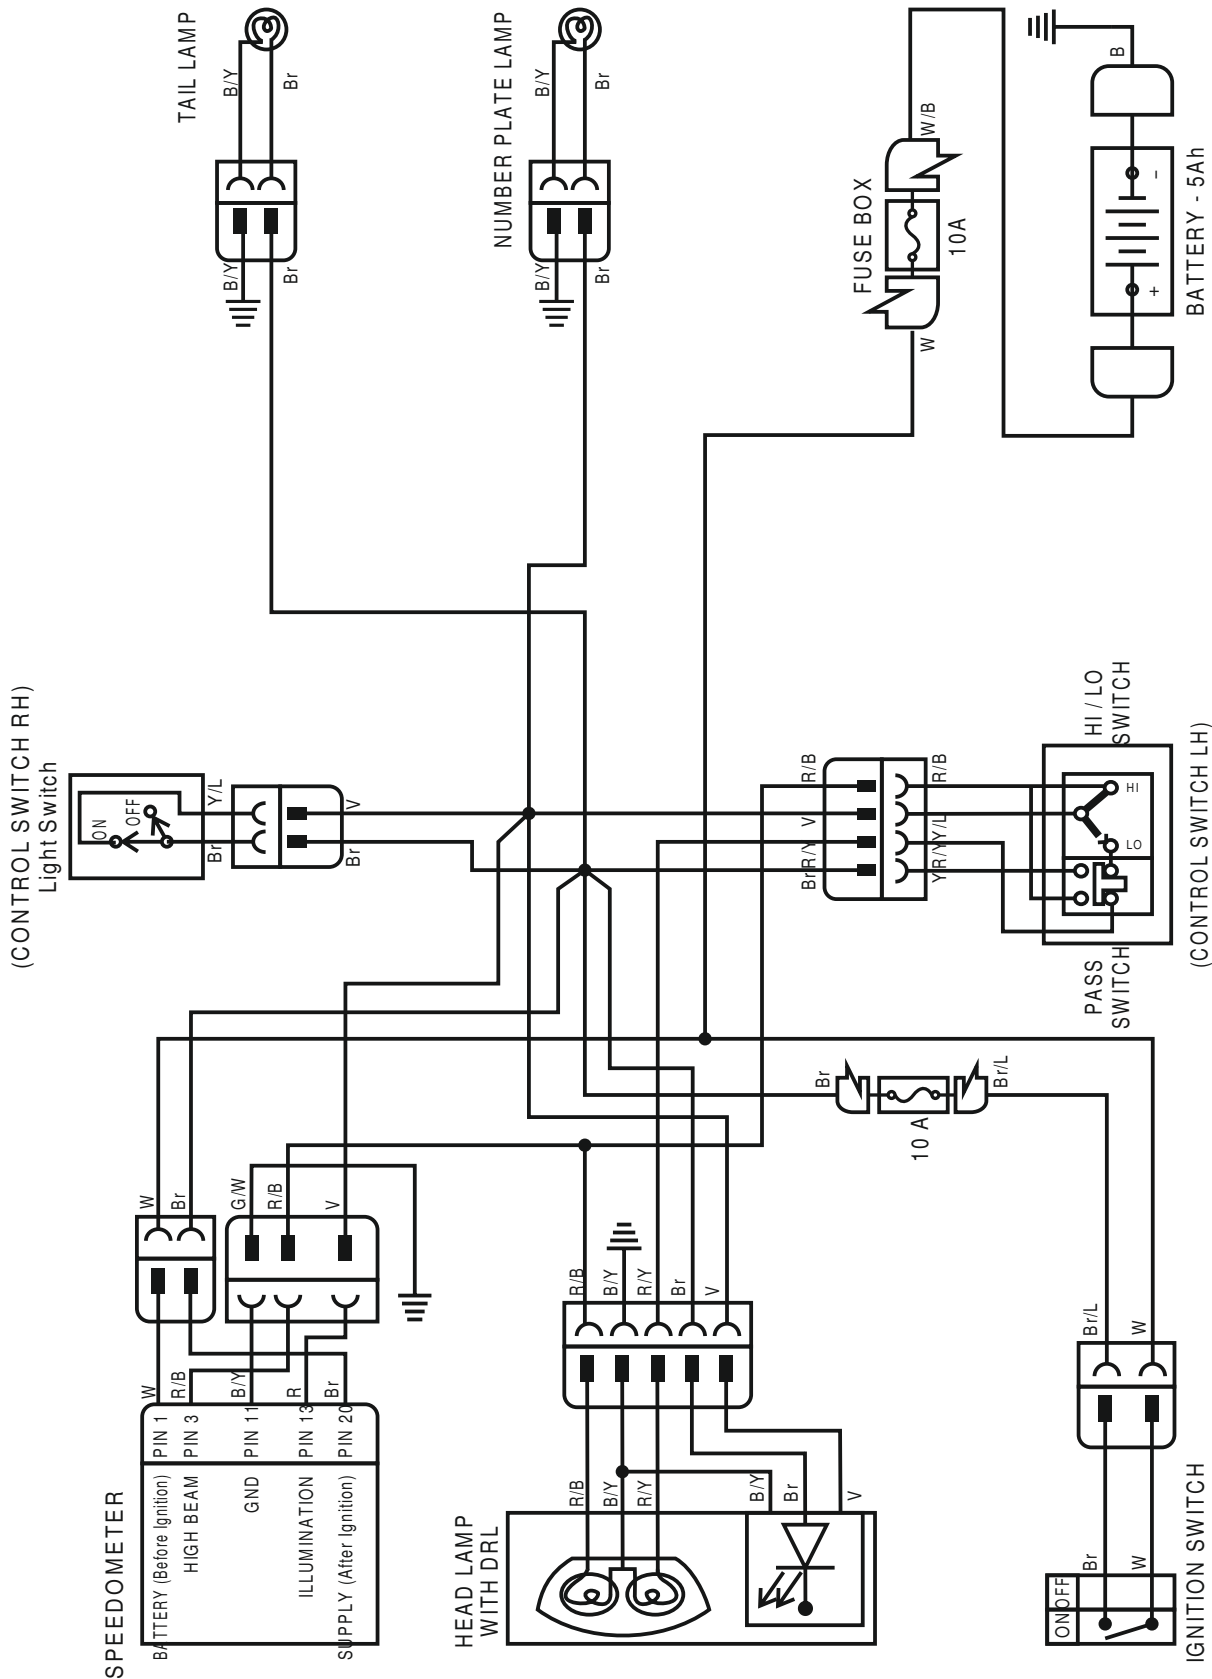 (CONTROL SWITCH RH)
Light Switch
ON
OFF
Y/L
Br
V
Br
TAIL LAMP
B/Y
Br
B/Y
Br
NUMBER PLATE LAMP
B/Y
Br
B/Y
Br
FUSE BOX
10A
W/B
W
B
BATTERY - 5Ah
+
-
R/B
V
R/Y
Br
R/B
Y/L
Y
R/Y
HI / LO
SWITCH
HI
LO
PASS
SWITCH
(CONTROL SWITCH LH)
Br
10 A
Br/L
SPEEDOMETER
W
Br
G/W
R/B
V
W
R/B
B/Y
R
Br
PIN 1
PIN 3
PIN 11
PIN 13
PIN 20
BATTERY (Before Ignition)
HIGH BEAM
GND
ILLUMINATION
SUPPLY (After Ignition)
HEAD LAMP
WITH DRL
R/B
B/Y
R/Y
Br
V
R/B
B/Y
R/Y
B/Y
Br
V
IGNITION SWITCH
Br/L
W
Br
W
ON
OFF